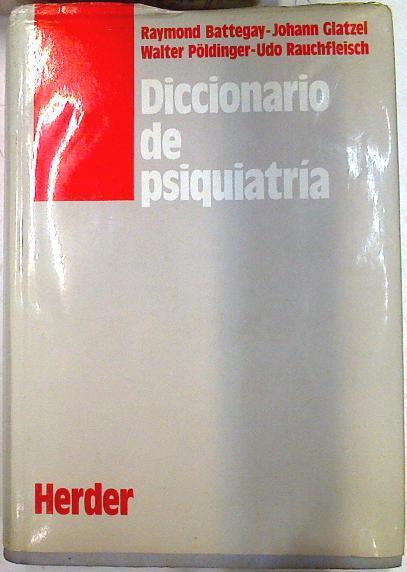 Raymond Battegay-Johann Glatzel
Walter Pöldinger-Udo Rauchfleisch
Diccionario
de
psiquiatría
Herder